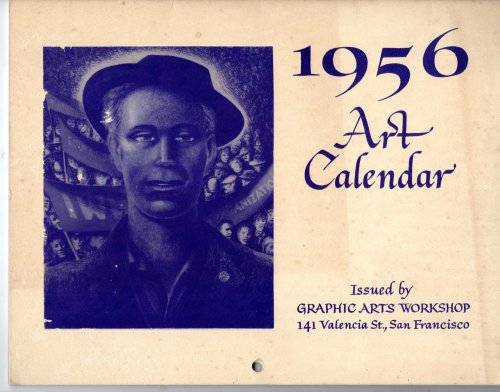 1956
Art
Calendar
Issued by
GRAPHIC ARTS WORKSHOP
141 Valencia St., San Francisco